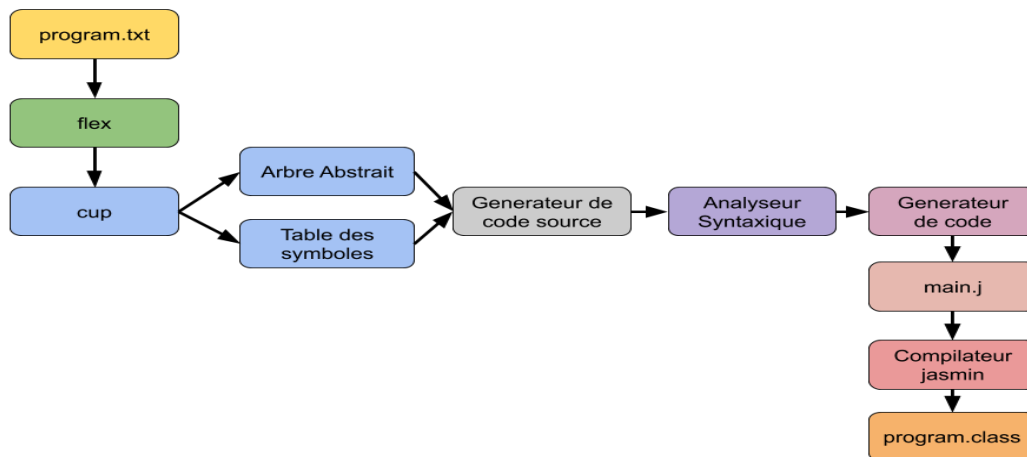 program.txt
flex
cup
Arbre Abstrait
Table des
symboles
Generateur de
code source
Analyseur
Syntaxique
Generateur
de code
main.j
Compilateur
jasmin
program.class